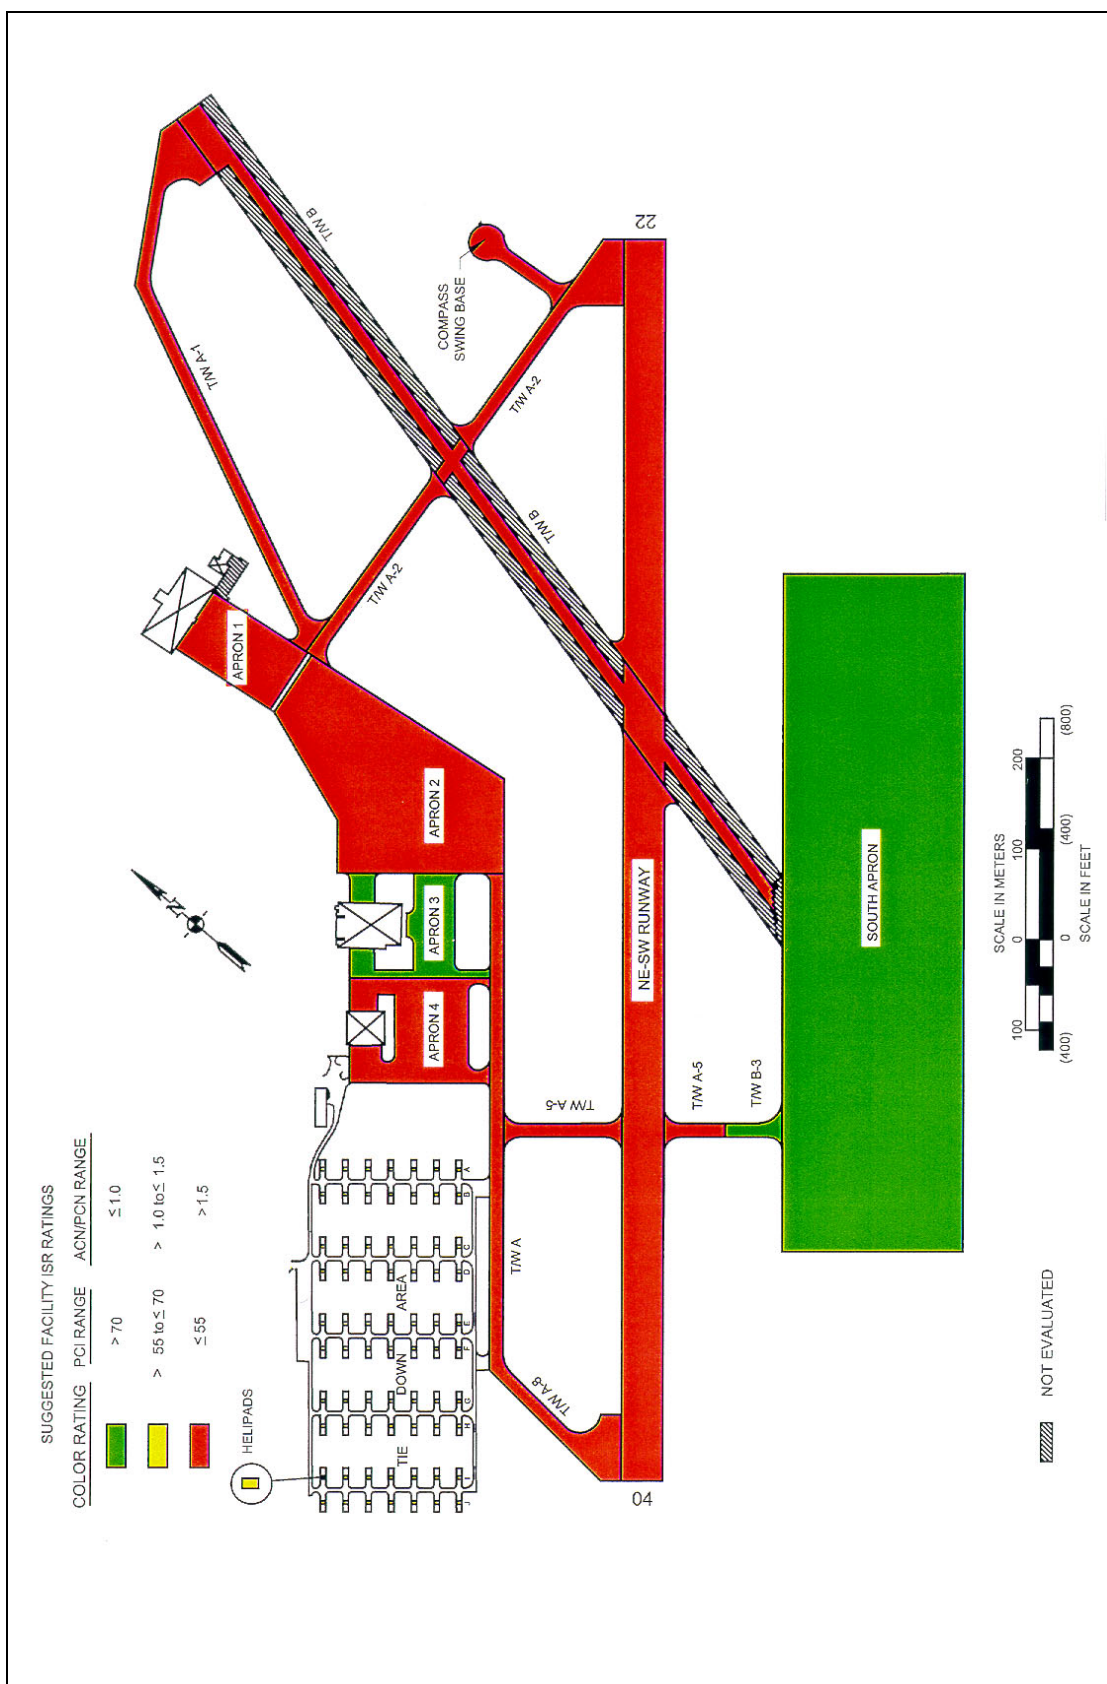 SUGGESTED FACILITY ISR RATINGS
COLOR RATING PCI RANGE ACN/PCN RANGE
> 70 ≤ 1.0
> 55 to ≤ 70 > 1.0 to ≤ 1.5
≤ 55 > 1.5
HELIPADS
N
T/W A-1
T/W B
COMPASS
SWING BASE
22
T/W A-2
T/W A-2
T/W B
APRON 1
APRON 2
APRON 3
APRON 4
NE-SW RUNWAY
T/W A-5
T/W A-5
T/W B-3
SOUTH APRON
T/W A
T/W A-8
TIE DOWN AREA
J I H G F E D C B A
04
NOT EVALUATED
100 0 100 200
SCALE IN METERS
(400) 0 (400) (800)
SCALE IN FEET